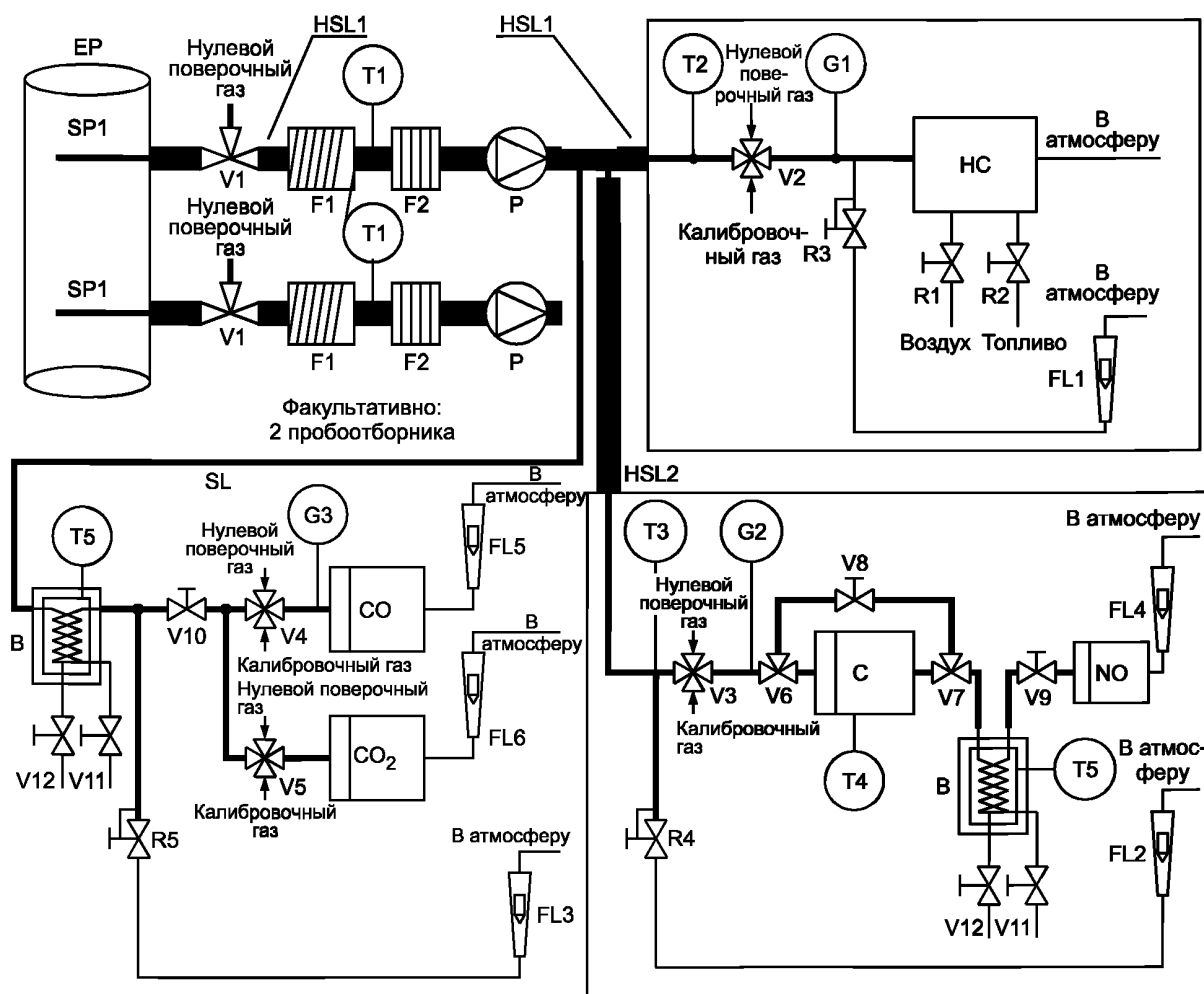 EP
HSL1
HSL1
Нулевой
поверочный
газ
T1
SP1
V1
F1
F2
P
Нулевой
поверочный
газ
T1
SP1
V1
F1
F2
P
Факультативно:
2 пробоотборника
T2
Нулевой
пове-
рочный газ
G1
V2
Калибровоч-
ный газ
R3
HC
В
атмосферу
R1
R2
Воздух
Топливо
В
атмосферу
FL1
SL
HSL2
T5
B
V12
V11
V10
Нулевой
поверочный
газ
G3
V4
CO
Калибровочный газ
В
атмосферу
FL5
Нулевой поверочный
газ
V5
CO2
Калибровочный
газ
В
атмосферу
FL6
R5
В атмосферу
FL3
T3
Нулевой
поверочный
газ
G2
V3
Калибровочный
газ
V6
V8
C
T4
V7
V9
NO
В атмосферу
FL4
B
T5
V12
V11
R4
В атмос-
феру
FL2